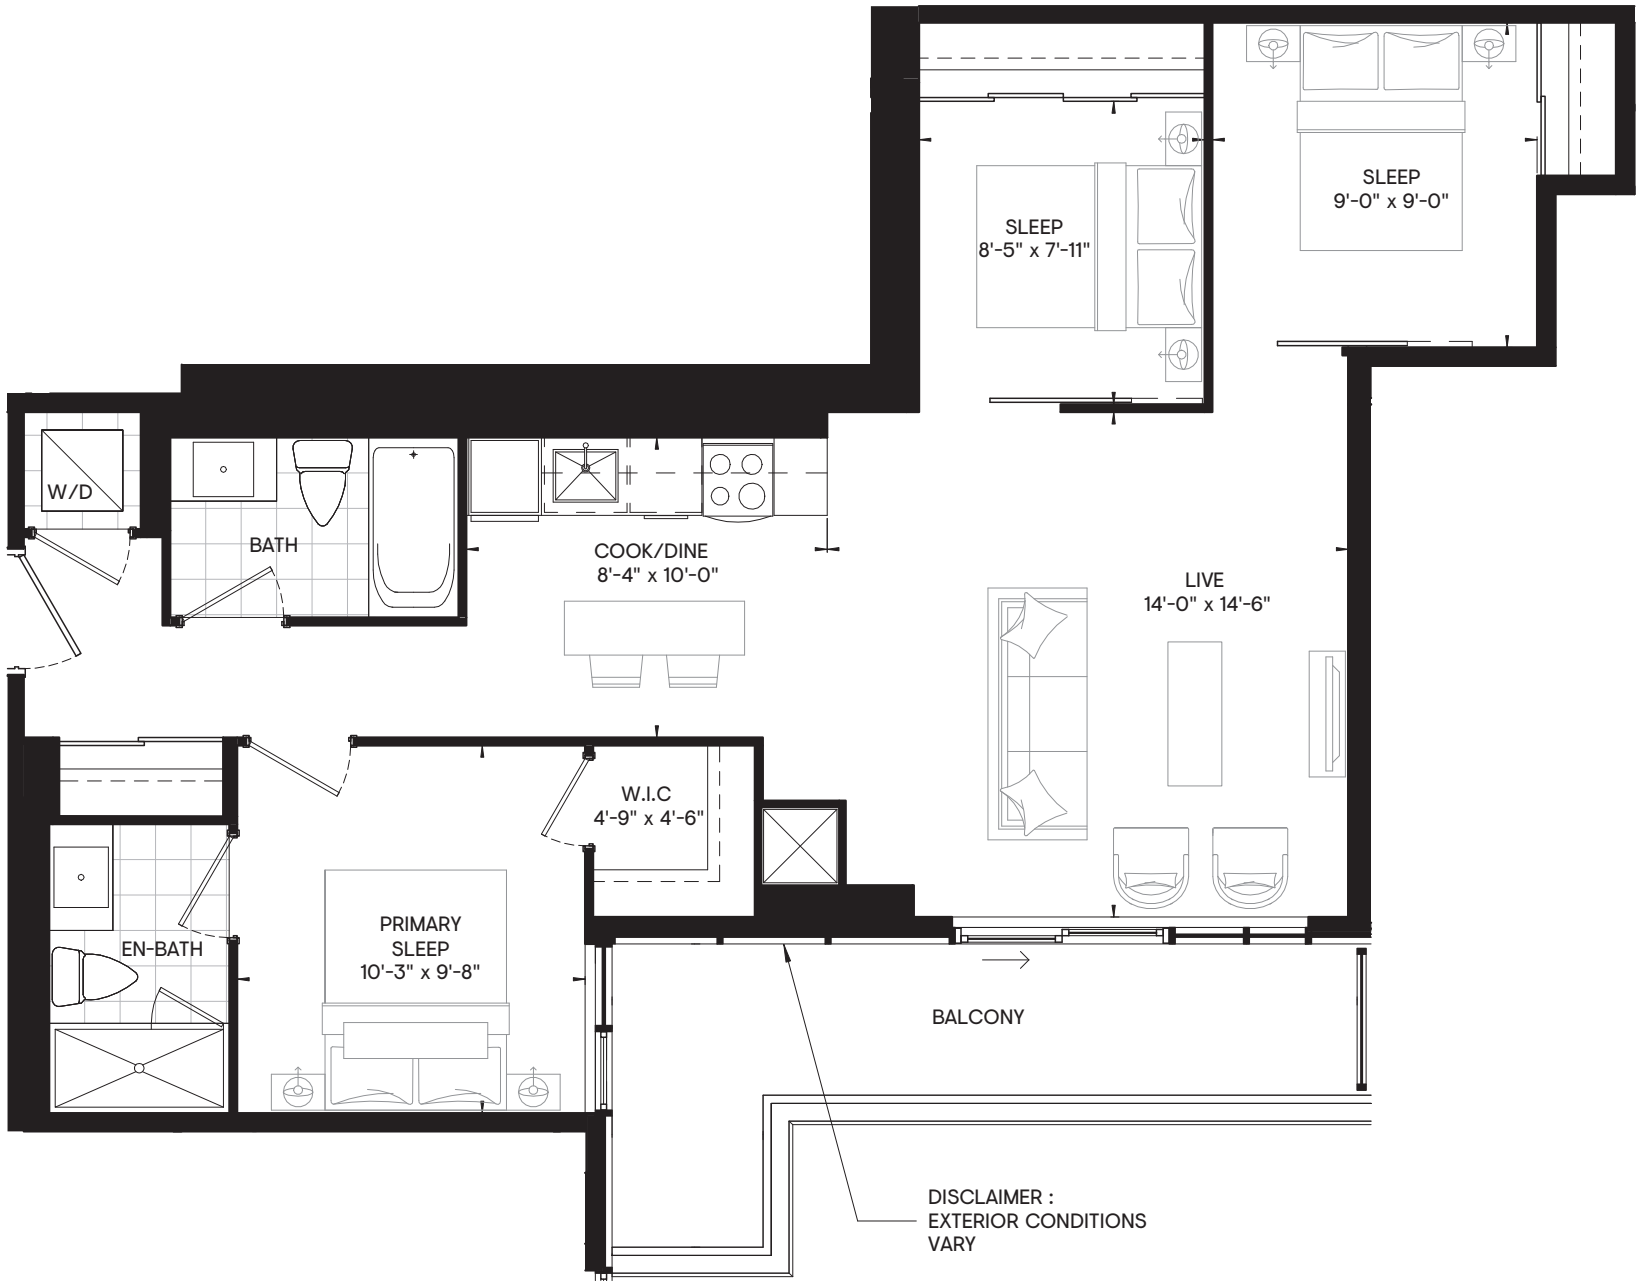 SLEEP
9'-0" x 9'-0"
SLEEP
8'-5" x 7'-11"
W/D
BATH
COOK/DINE
8'-4" x 10'-0"
LIVE
14'-0" x 14'-6"
W.I.C
4'-9" x 4'-6"
PRIMARY
SLEEP
10'-3" x 9'-8"
EN-BATH
BALCONY
DISCLAIMER :
EXTERIOR CONDITIONS
VARY